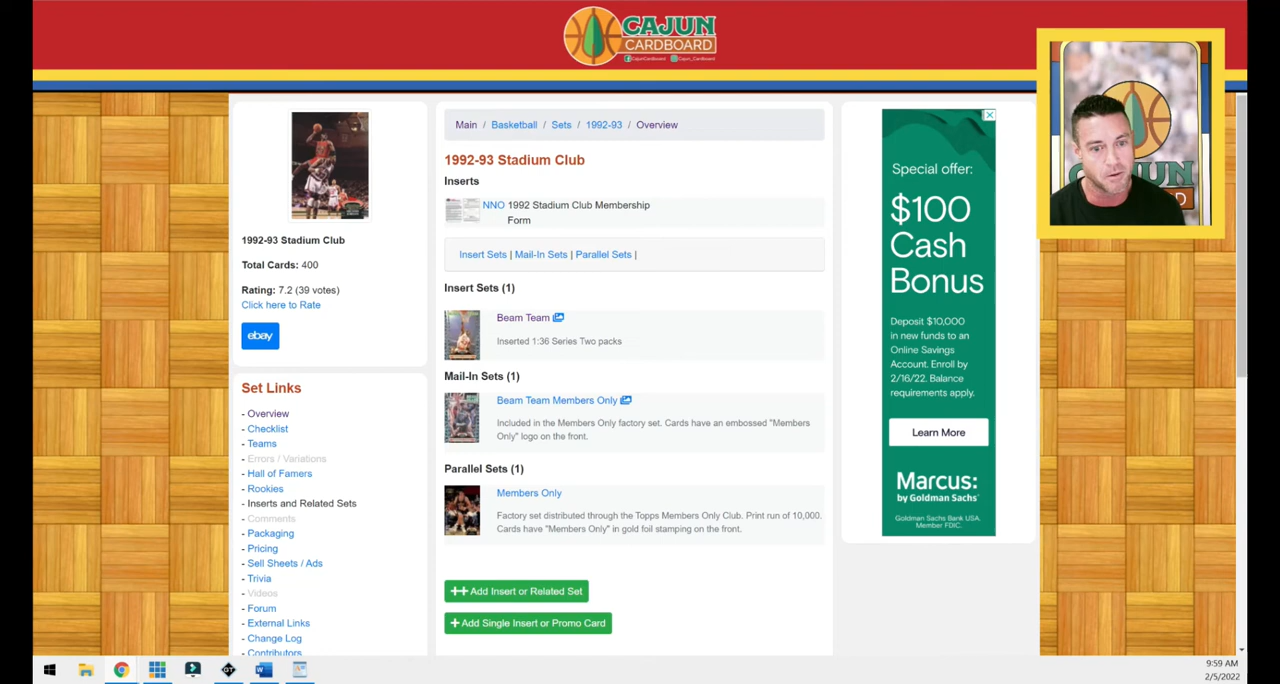 CAJUN
CARDBOARD
CajunCardboard Cajun_Cardboard
1992-93 Stadium Club
Total Cards: 400
Rating: 7.2 (39 votes)
Click here to Rate
ebay
Set Links
- Overview
- Checklist
- Teams
- Errors / Variations
- Hall of Famers
- Rookies
- Inserts and Related Sets
- Comments
- Packaging
- Pricing
- Sell Sheets / Ads
- Trivia
- Videos
- Forum
- External Links
- Change Log
- Contributors
Main / Basketball / Sets / 1992-93 / Overview
1992-93 Stadium Club
Inserts
NNO 1992 Stadium Club Membership
Form
Insert Sets | Mail-In Sets | Parallel Sets |
Insert Sets (1)
Beam Team
Inserted 1:36 Series Two packs
Mail-In Sets (1)
Beam Team Members Only
Included in the Members Only factory set. Cards have an embossed "Members
Only" logo on the front.
Parallel Sets (1)
Members Only
Factory set distributed through the Topps Members Only Club. Print run of 10,000.
Cards have "Members Only" in gold foil stamping on the front.
Add Insert or Related Set
Add Single Insert or Promo Card
Special offer:
$100
Cash
Bonus
Deposit $10,000
in new funds to an
Online Savings
Account. Enroll by
2/16/22. Balance
requirements apply.
Learn More
Marcus:
by Goldman Sachs®
Goldman Sachs Bank USA.
Member FDIC.
9:59 AM
2/5/2022